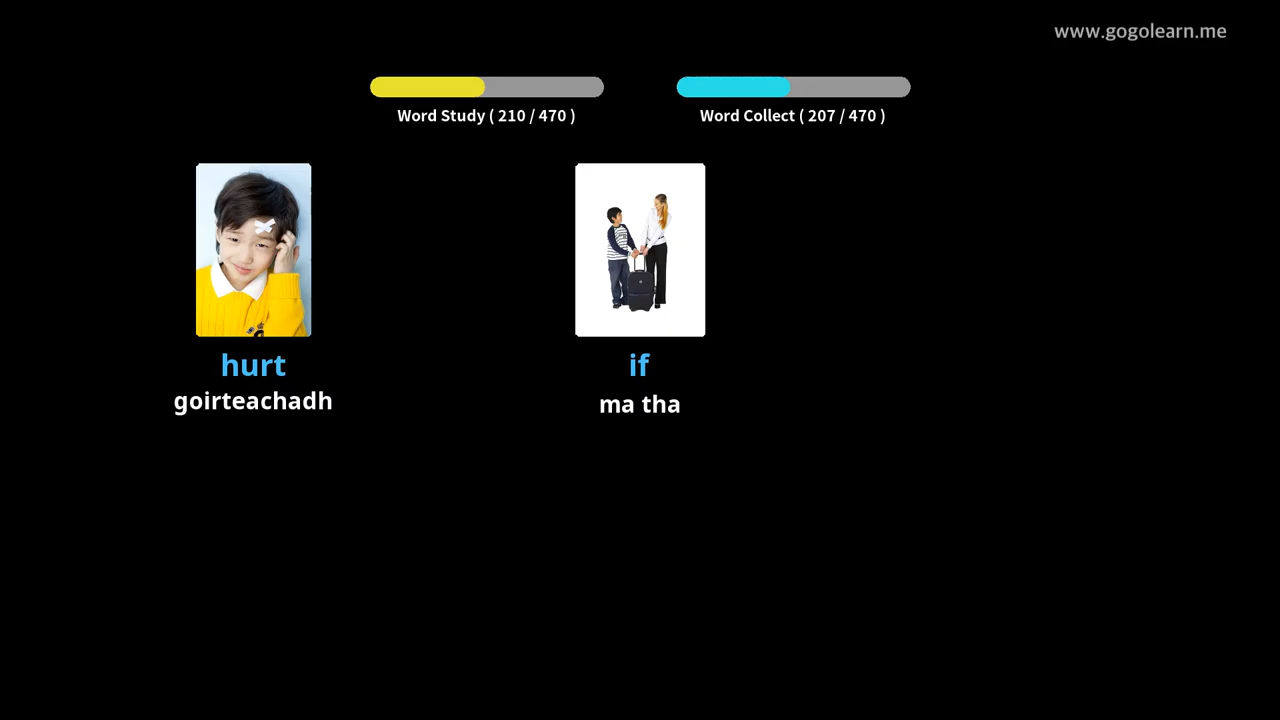 www.gogolearn.me
Word Study ( 210 / 470 )
Word Collect ( 207 / 470 )
hurt
goirteachadh
if
ma tha